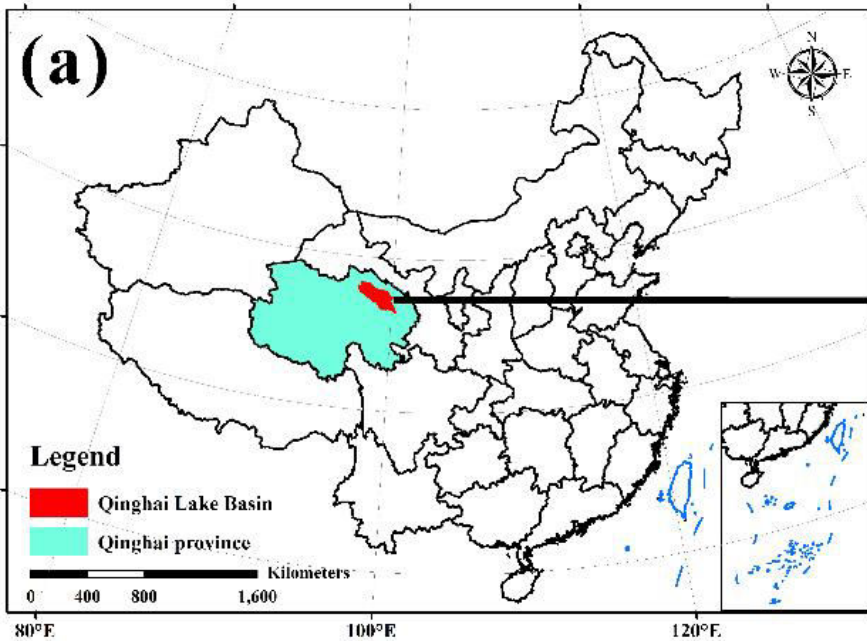 (a)
N
W E
S
Legend
Qinghai Lake Basin
Qinghai province
Kilometers
0 400 800 1,600
80°E 100°E 120°E